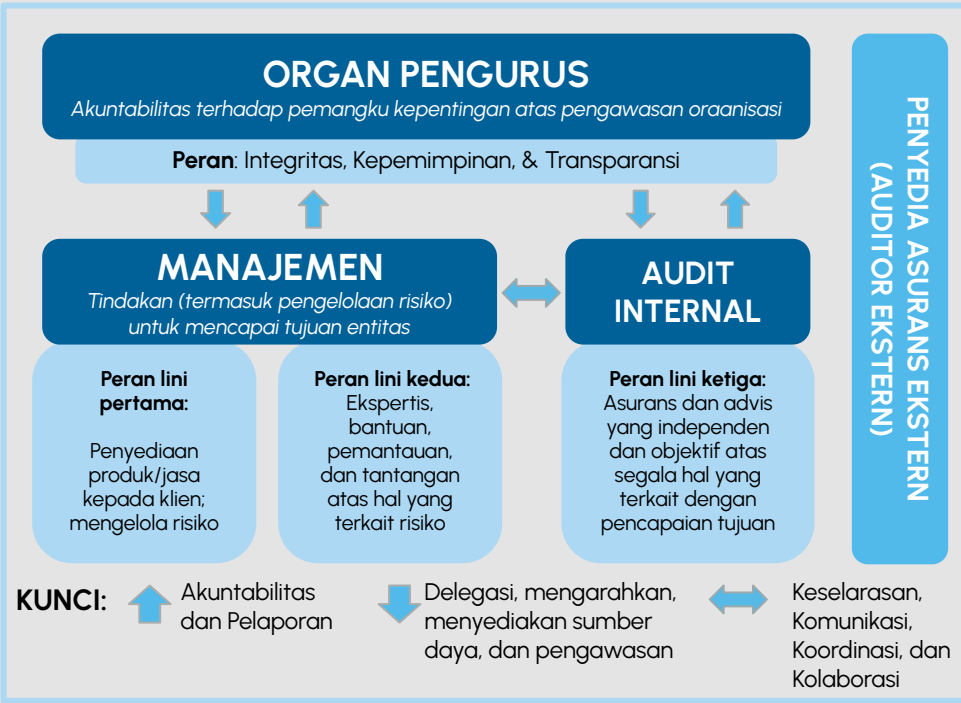 ORGAN PENGURUS
Akuntabilitas terhadap pemangku kepentingan atas pengawasan oraanisasi
Peran: Integritas, Kepemimpinan, & Transparansi
MANAJEMEN
Tindakan (termasuk pengelolaan risiko)
untuk mencapai tujuan entitas
AUDIT
INTERNAL
Peran lini
pertama:
Penyediaan
produk/jasa
kepada klien;
mengelola risiko
Peran lini kedua:
Ekspertis,
bantuan,
pemantauan,
dan tantangan
atas hal yang
terkait risiko
Peran lini ketiga:
Asurans dan advis
yang independen
dan objektif atas
segala hal yang
terkait dengan
pencapaian tujuan
PENYEDIA ASURANS EKSTERN
(AUDITOR EKSTERN)
KUNCI:
Akuntabilitas
dan Pelaporan
Delegasi, mengarahkan,
menyediakan sumber
daya, dan pengawasan
Keselarasan,
Komunikasi,
Koordinasi, dan
Kolaborasi